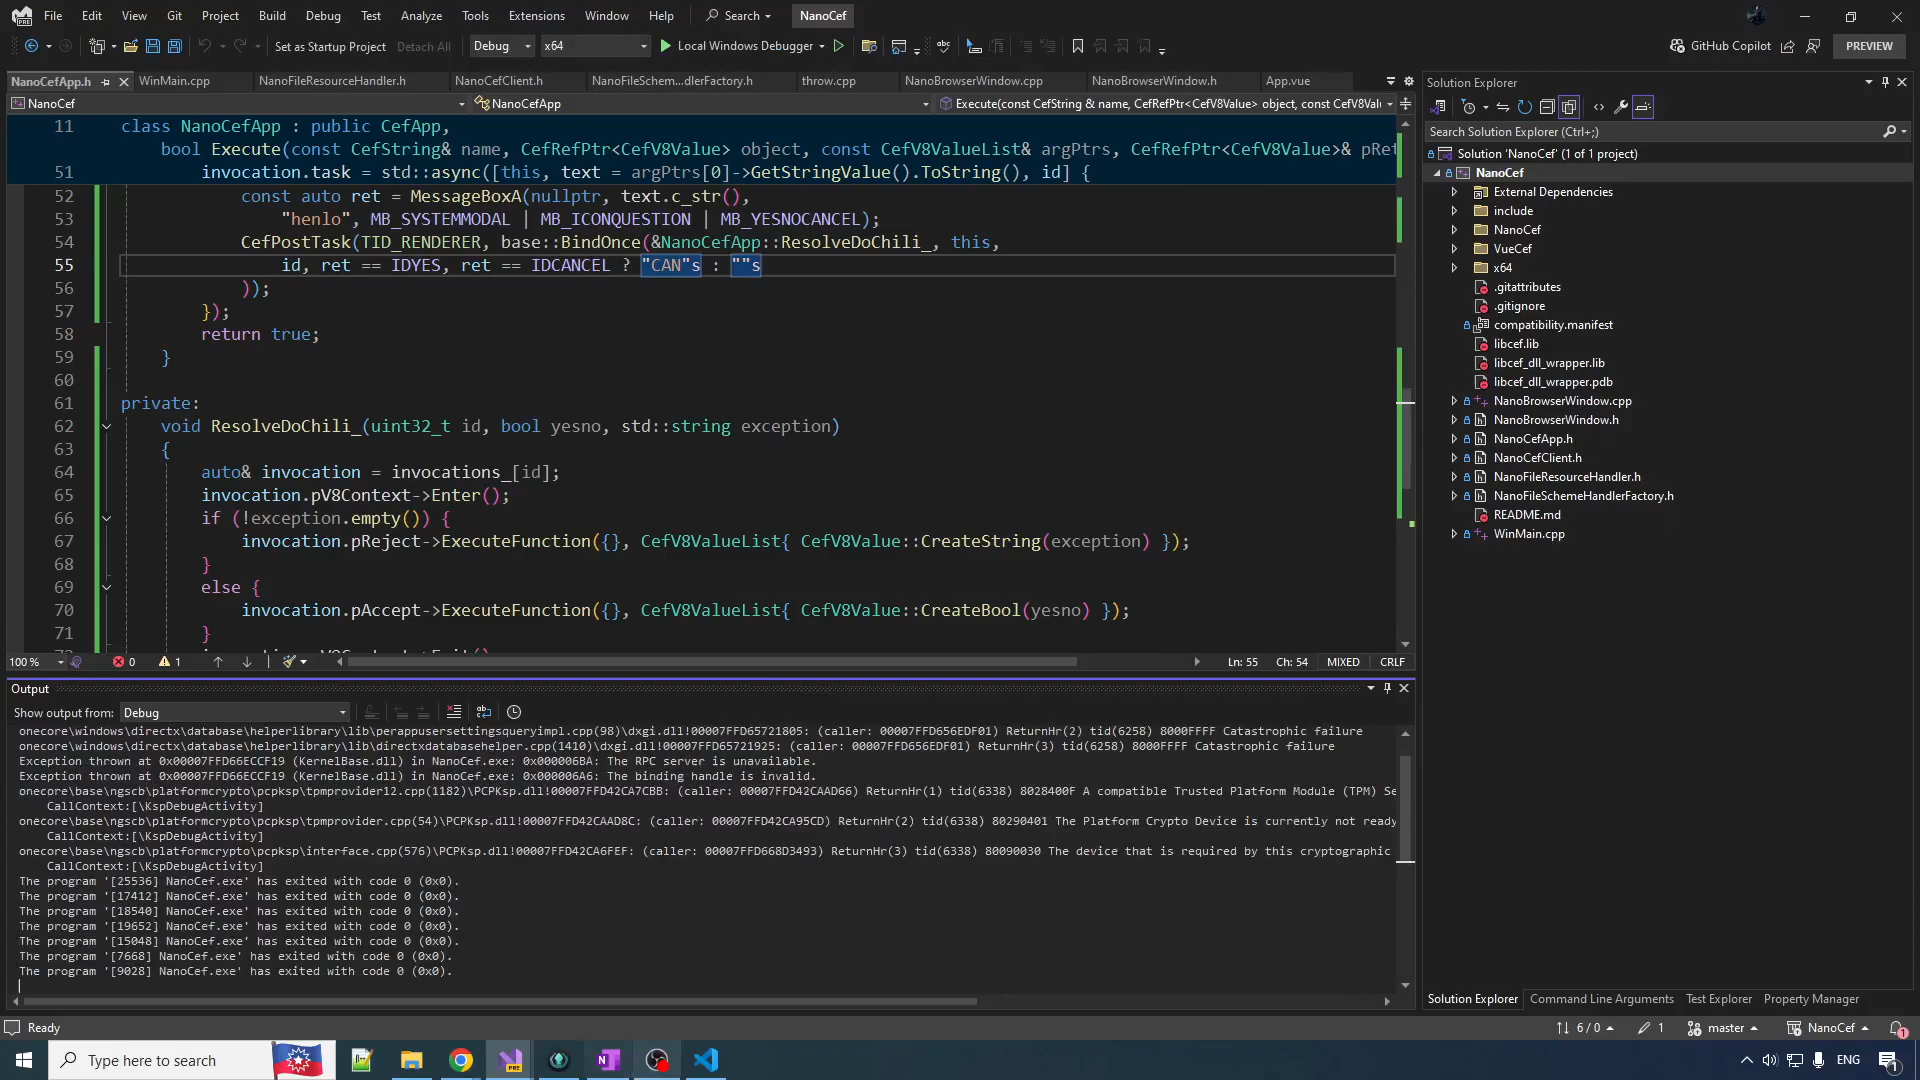 File Edit View Git Project Build Debug Test Analyze Tools Extensions Window Help Search NanoCef
Set as Startup Project Detach All Debug x64 Local Windows Debugger GitHub Copilot PREVIEW
NanoCefApp.h WinMain.cpp NanoFileResourceHandler.h NanoCefClient.h NanoFileSchem...dlerFactory.h throw.cpp NanoBrowserWindow.cpp NanoBrowserWindow.h App.vue
NanoCef NanoCefApp Execute(const CefString & name, CefRefPtr<CefV8Value> object, const CefV8Valu
11 class NanoCefApp : public CefApp,
bool Execute(const CefString& name, CefRefPtr<CefV8Value> object, const CefV8ValueList& argPtrs, CefRefPtr<CefV8Value>& pRet
51 invocation.task = std::async([this, text = argPtrs[0]->GetStringValue().ToString(), id] {
52 const auto ret = MessageBoxA(nullptr, text.c_str(),
53 "henlo", MB_SYSTEMMODAL | MB_ICONQUESTION | MB_YESNOCANCEL);
54 CefPostTask(TID_RENDERER, base::BindOnce(&NanoCefApp::ResolveDoChili_, this,
55 id, ret == IDYES, ret == IDCANCEL ? "CAN"s : ""s
56 ));
57 });
58 return true;
59 }
60
61 private:
62 void ResolveDoChili_(uint32_t id, bool yesno, std::string exception)
63 {
64 auto& invocation = invocations_[id];
65 invocation.pV8Context->Enter();
66 if (!exception.empty()) {
67 invocation.pReject->ExecuteFunction({}, CefV8ValueList{ CefV8Value::CreateString(exception) });
68 }
69 else {
70 invocation.pAccept->ExecuteFunction({}, CefV8ValueList{ CefV8Value::CreateBool(yesno) });
71 }
100 % 0 1 Ln: 55 Ch: 54 MIXED CRLF
Output
Show output from: Debug
onecore\windows\directx\database\helperlibrary\lib\perappusersettingsqueryimpl.cpp(98)\dxgi.dll!00007FFD65721805: (caller: 00007FFD656EDF01) ReturnHr(2) tid(6258) 8000FFFF Catastrophic failure
onecore\windows\directx\database\helperlibrary\lib\directxdatabasehelper.cpp(1410)\dxgi.dll!00007FFD65721925: (caller: 00007FFD656EDF01) ReturnHr(3) tid(6258) 8000FFFF Catastrophic failure
Exception thrown at 0x00007FFD66ECCF19 (KernelBase.dll) in NanoCef.exe: 0x000006BA: The RPC server is unavailable.
Exception thrown at 0x00007FFD66ECCF19 (KernelBase.dll) in NanoCef.exe: 0x000006A6: The binding handle is invalid.
onecore\base\ngscb\platformcrypto\pcpksp\tpmprovider12.cpp(1182)\PCPKsp.dll!00007FFD42CA7CBB: (caller: 00007FFD42CAAD66) ReturnHr(1) tid(6338) 8028400F A compatible Trusted Platform Module (TPM) Se
CallContext:[\KspDebugActivity]
onecore\base\ngscb\platformcrypto\pcpksp\tpmprovider.cpp(54)\PCPKsp.dll!00007FFD42CAAD8C: (caller: 00007FFD42CA95CD) ReturnHr(2) tid(6338) 80290401 The Platform Crypto Device is currently not ready
CallContext:[\KspDebugActivity]
onecore\base\ngscb\platformcrypto\pcpksp\interface.cpp(576)\PCPKsp.dll!00007FFD42CA6FEF: (caller: 00007FFD668D3493) ReturnHr(3) tid(6338) 80090030 The device that is required by this cryptographic
CallContext:[\KspDebugActivity]
The program '[25536] NanoCef.exe' has exited with code 0 (0x0).
The program '[17412] NanoCef.exe' has exited with code 0 (0x0).
The program '[18540] NanoCef.exe' has exited with code 0 (0x0).
The program '[19652] NanoCef.exe' has exited with code 0 (0x0).
The program '[15048] NanoCef.exe' has exited with code 0 (0x0).
The program '[7668] NanoCef.exe' has exited with code 0 (0x0).
The program '[9028] NanoCef.exe' has exited with code 0 (0x0).
Solution Explorer
Search Solution Explorer (Ctrl+;)
Solution 'NanoCef' (1 of 1 project)
NanoCef
External Dependencies
include
NanoCef
VueCef
x64
.gitattributes
.gitignore
compatibility.manifest
libcef.lib
libcef_dll_wrapper.lib
libcef_dll_wrapper.pdb
NanoBrowserWindow.cpp
NanoBrowserWindow.h
NanoCefApp.h
NanoCefClient.h
NanoFileResourceHandler.h
NanoFileSchemeHandlerFactory.h
README.md
WinMain.cpp
Solution Explorer Command Line Arguments Test Explorer Property Manager
Ready 6 / 0 1 master NanoCef 1
Type here to search ENG 1